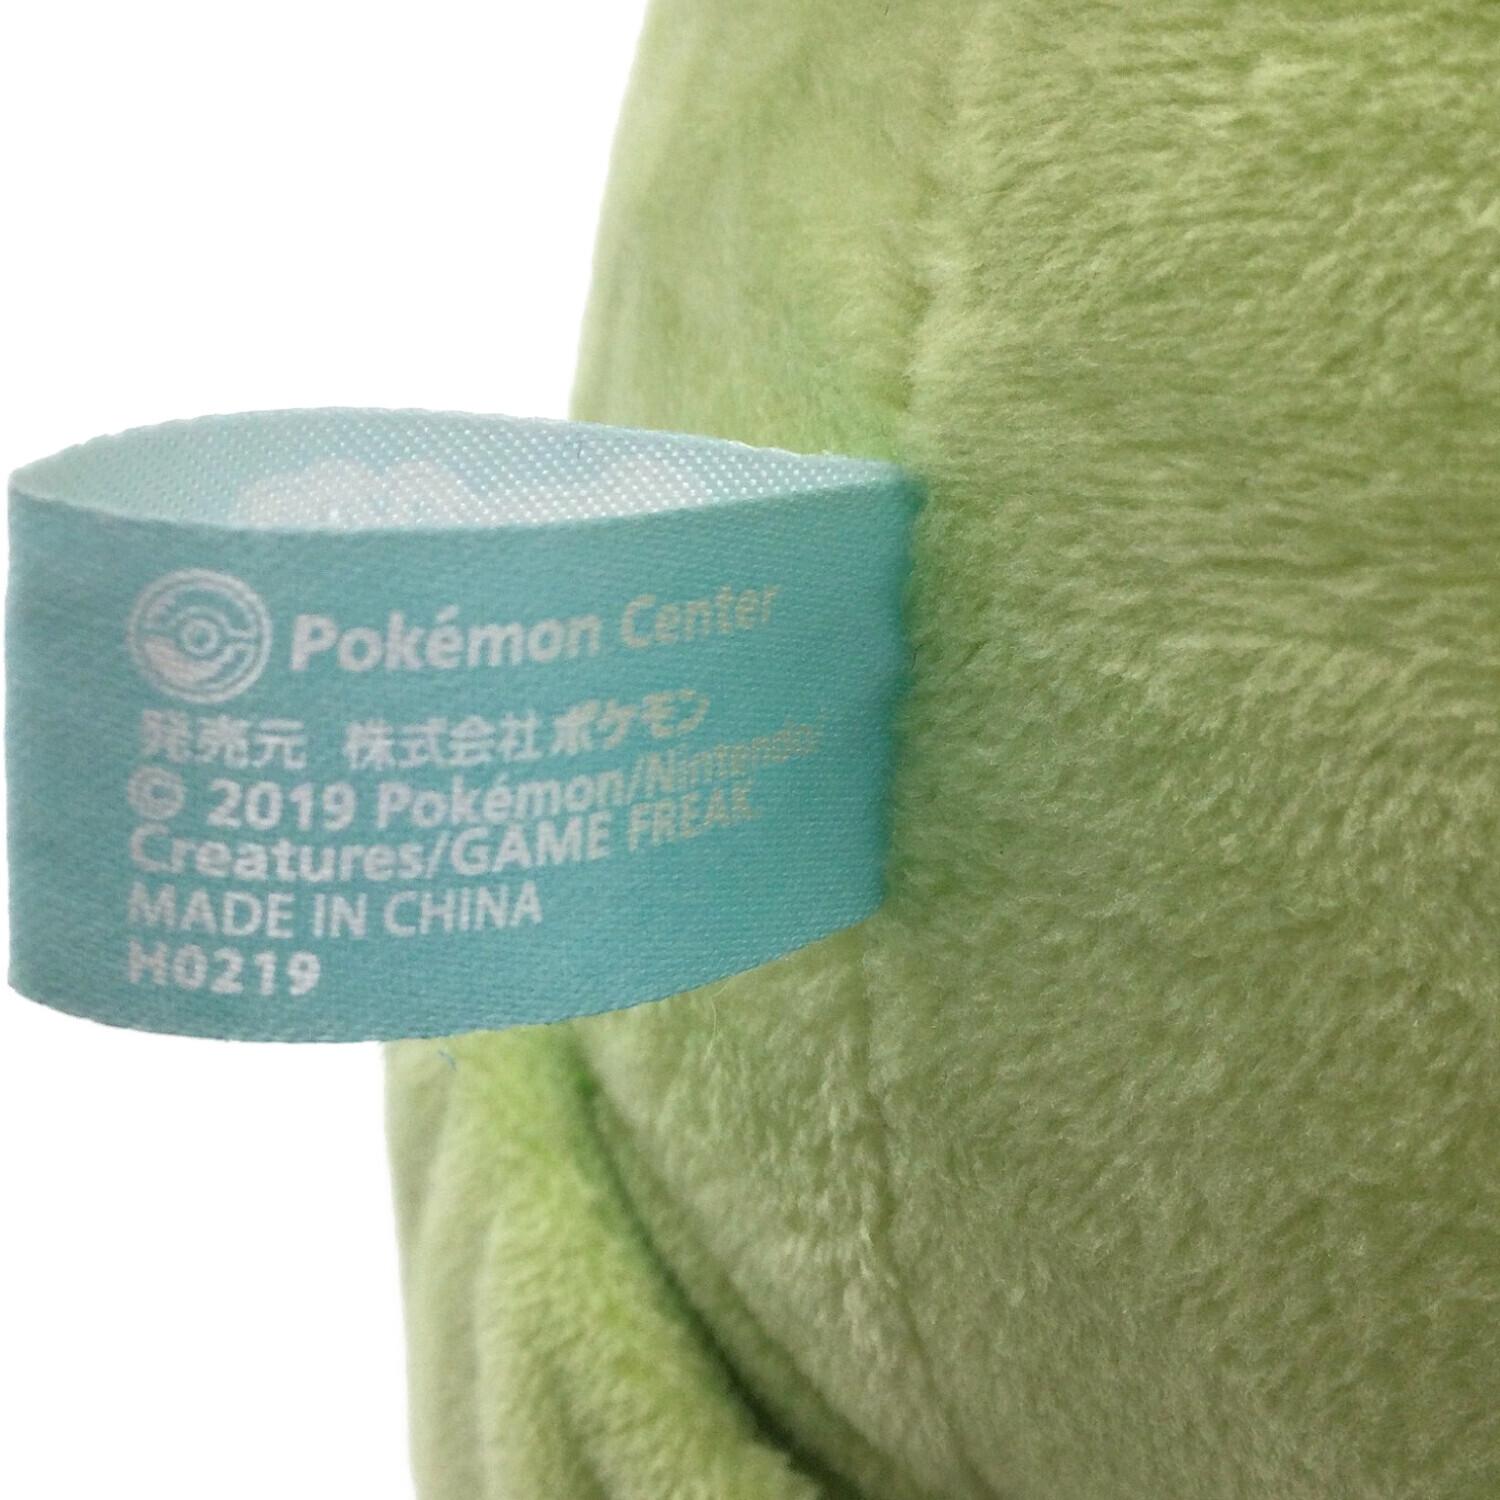 Pokémon Center
発売元 株式会社ポケモン
© 2019 Pokémon/Nintendo/
Creatures/GAME FREAK
MADE IN CHINA
H0219